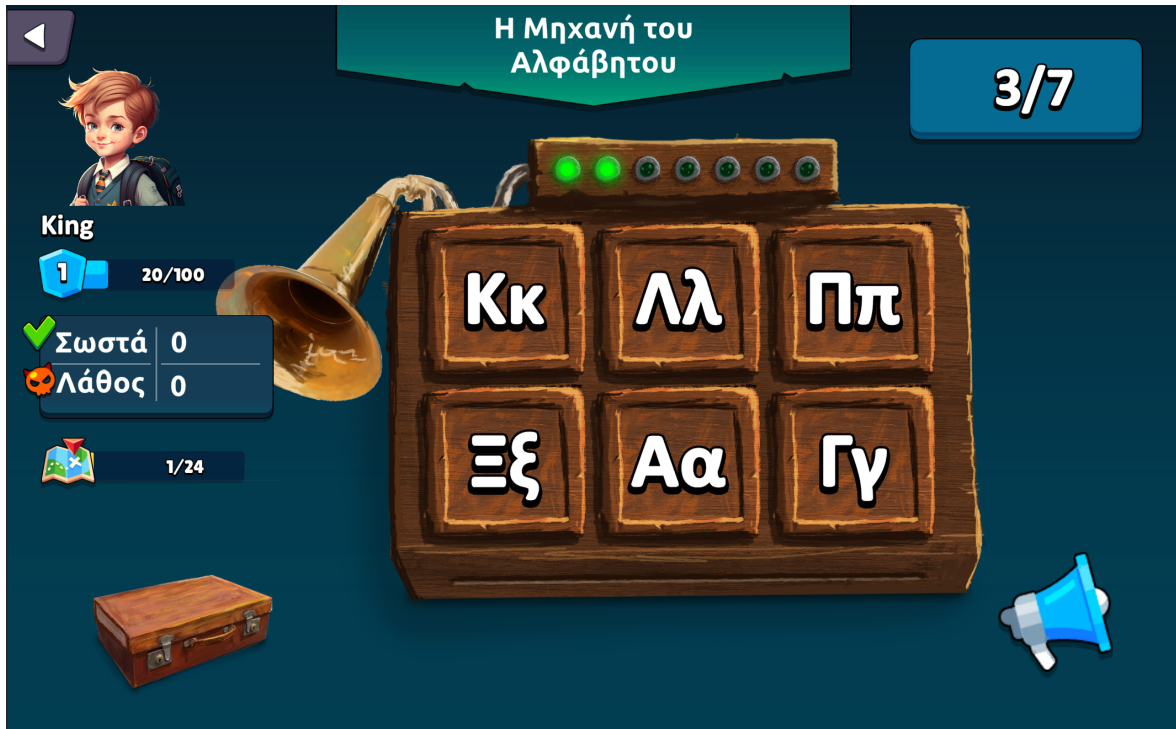 Η Μηχανή του
Αλφάβητου
3/7
King
1 20/100
Σωστά 0
Λάθος 0
1/24
Κκ Λλ Ππ
Ξξ Αα Γγ